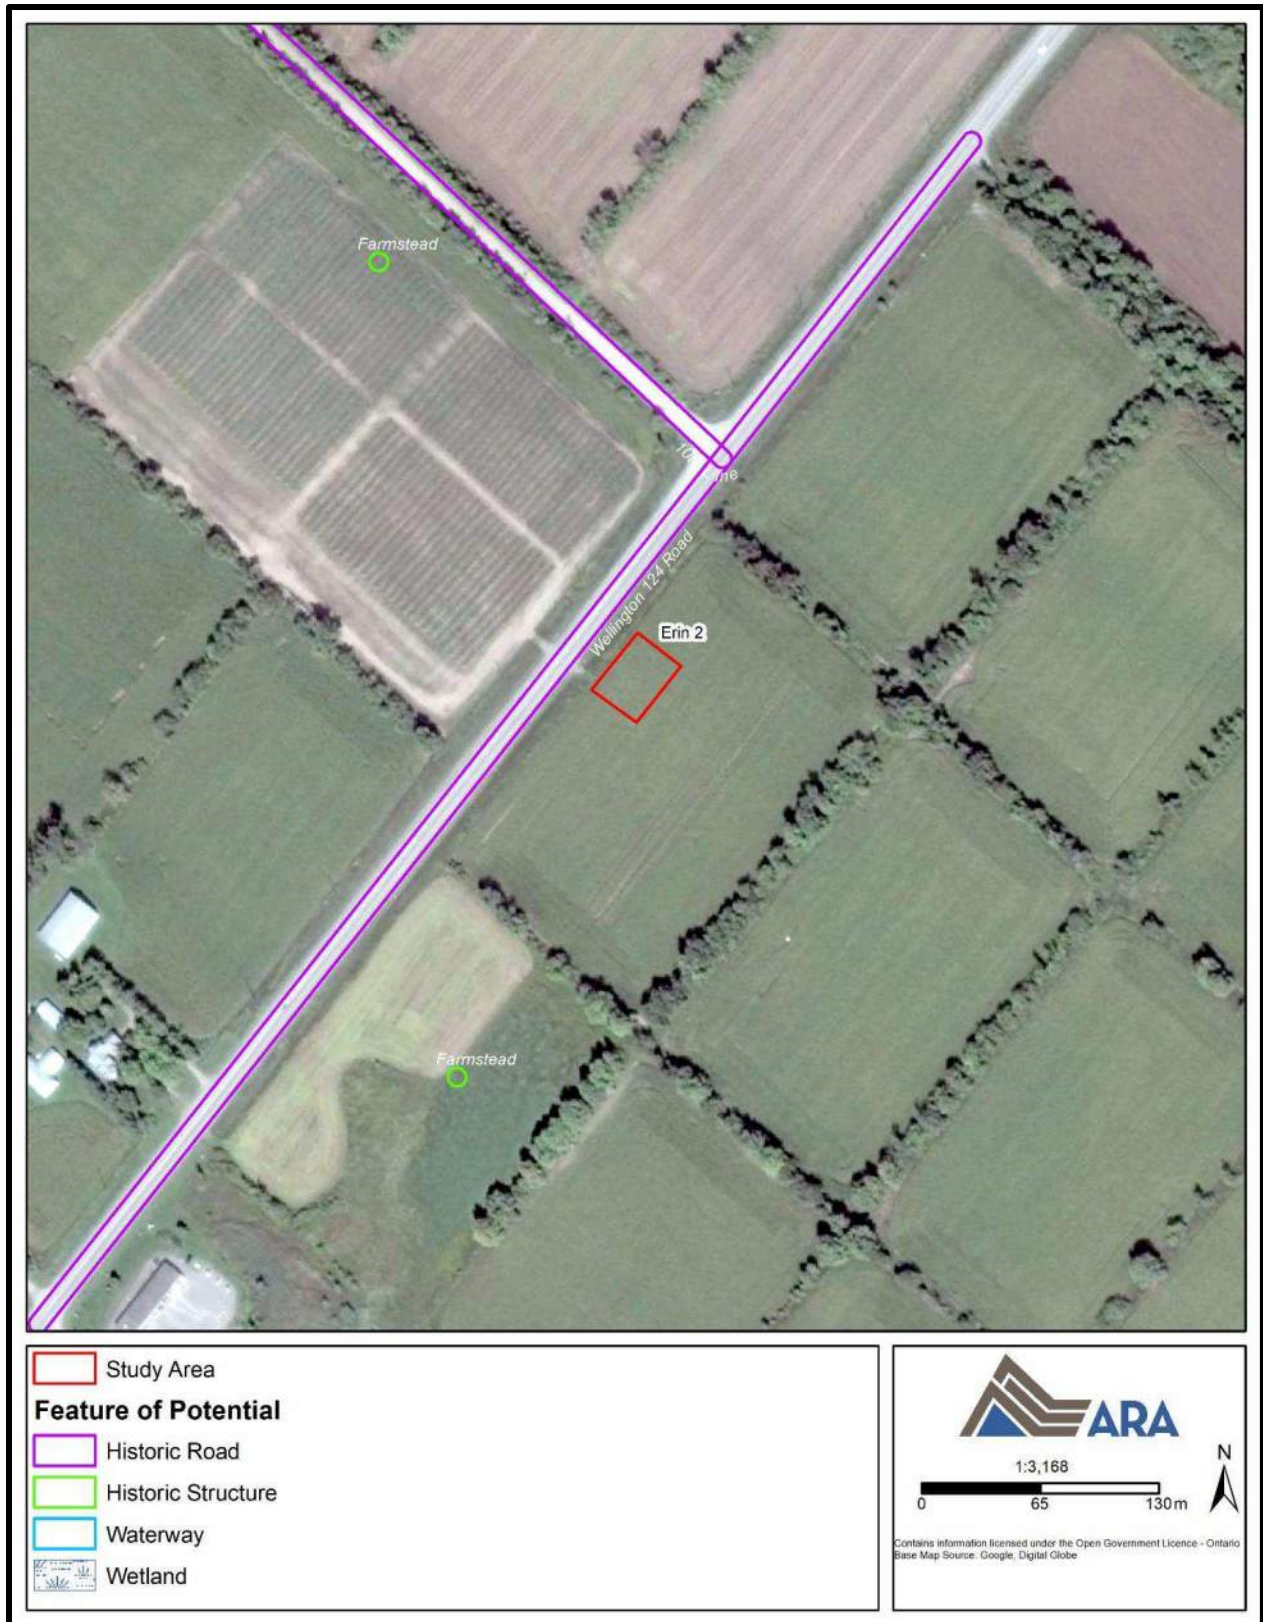 Farmstead
Wellington 124 Road
Erin 2
Farmstead
Study Area
Feature of Potential
Historic Road
Historic Structure
Waterway
Wetland
ARA
1:3,168
N
0 65 130 m
Contains information licensed under the Open Government Licence - Ontario
Base Map Source: Google, Digital Globe